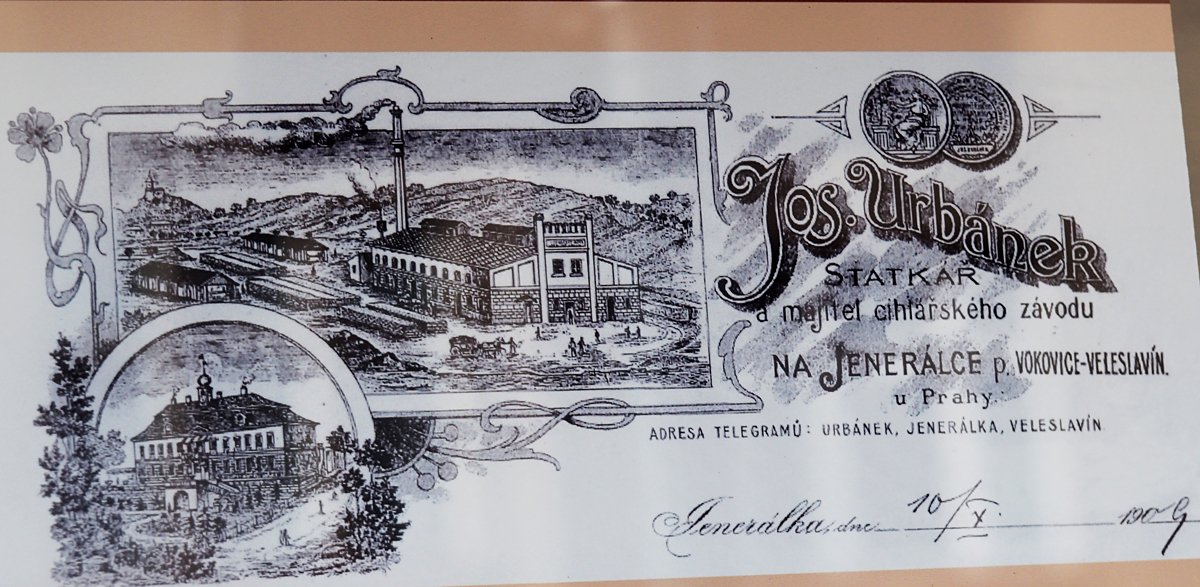 Jos. Urbánek
STATKÁŘ
a majitel cihlářského závodu
NA JENERÁLCE p. VOKOVICE-VELESLAVÍN.
u Prahy.
ADRESA TELEGRAMŮ: URBÁNEK, JENERÁLKA, VELESLAVÍN.
Jenerálka, dne 10/X. 1909